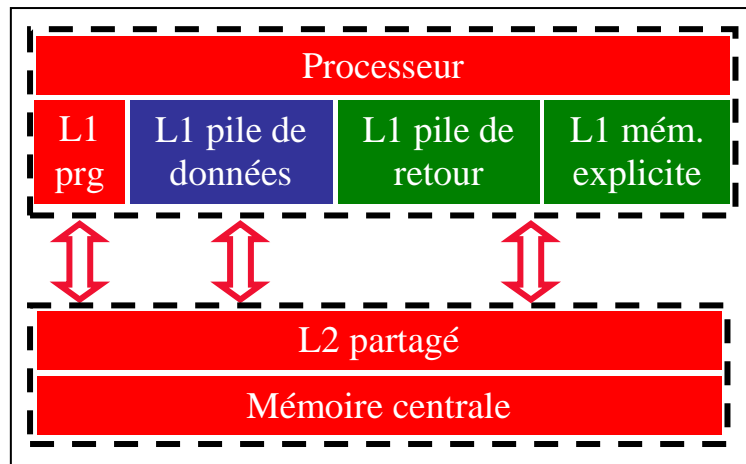 Processeur
L1
prg
L1 pile de
données
L1 pile de
retour
L1 mém.
explicite
L2 partagé
Mémoire centrale